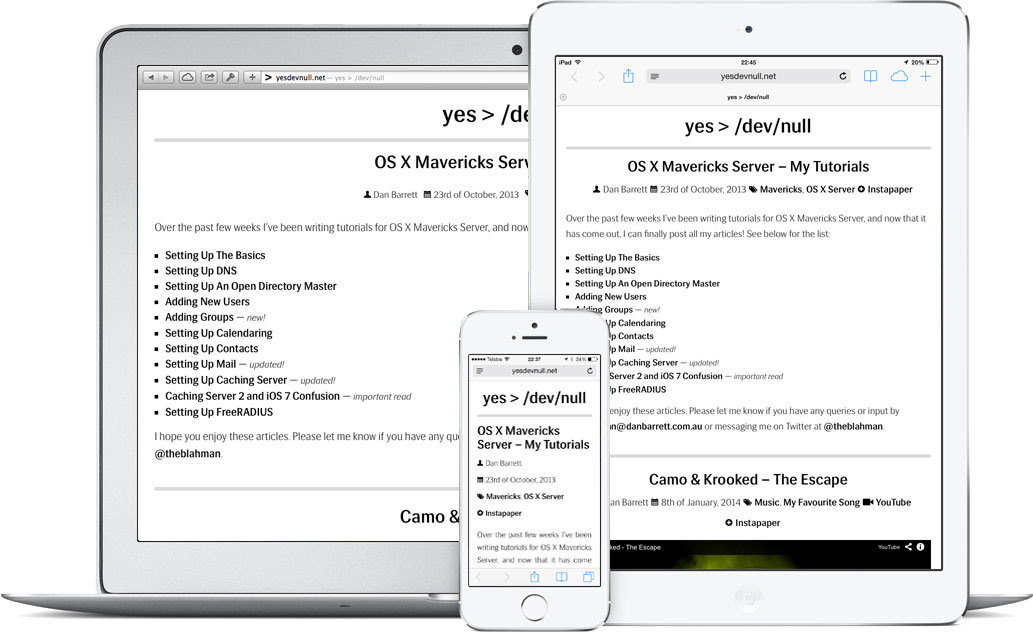 yesdevnull.net — yes > /dev/null
yes > /de
OS X Mavericks Serv
Dan Barrett 23rd of October, 2013
Over the past few weeks I've been writing tutorials for OS X Mavericks Server, and now
Setting Up The Basics
Setting Up DNS
Setting Up An Open Directory Master
Adding New Users
Adding Groups — new!
Setting Up Calendaring
Setting Up Contacts
Setting Up Mail — updated!
Setting Up Caching Server — updated!
Caching Server 2 and iOS 7 Confusion — important read
Setting Up FreeRADIUS
I hope you enjoy these articles. Please let me know if you have any qu
@theblahman.
Camo &
iPad 22:45 20%
yesdevnull.net
yes > /dev/null
yes > /dev/null
OS X Mavericks Server – My Tutorials
Dan Barrett 23rd of October, 2013 Mavericks, OS X Server Instapaper
Over the past few weeks I've been writing tutorials for OS X Mavericks Server, and now that it
has come out, I can finally post all my articles! See below for the list:
Setting Up The Basics
Setting Up DNS
Setting Up An Open Directory Master
Adding New Users
Adding Groups — new!
Up Calendaring
Up Contacts
Up Mail — updated!
Up Caching Server — updated!
Server 2 and iOS 7 Confusion — important read
Up FreeRADIUS
enjoy these articles. Please let me know if you have any queries or input by
n@danbarrett.com.au or messaging me on Twitter at @theblahman.
Camo & Krooked – The Escape
an Barrett 8th of January, 2014 Music, My Favourite Song YouTube
Instapaper
oked - The Escape YouTube
Telstra 22:37 34%
yesdevnull.net
yes > /dev/null
OS X Mavericks
Server – My Tutorials
Dan Barrett
23rd of October, 2013
Mavericks, OS X Server
Instapaper
Over the past few weeks I've been
writing tutorials for OS X Mavericks
Server, and now that it has come